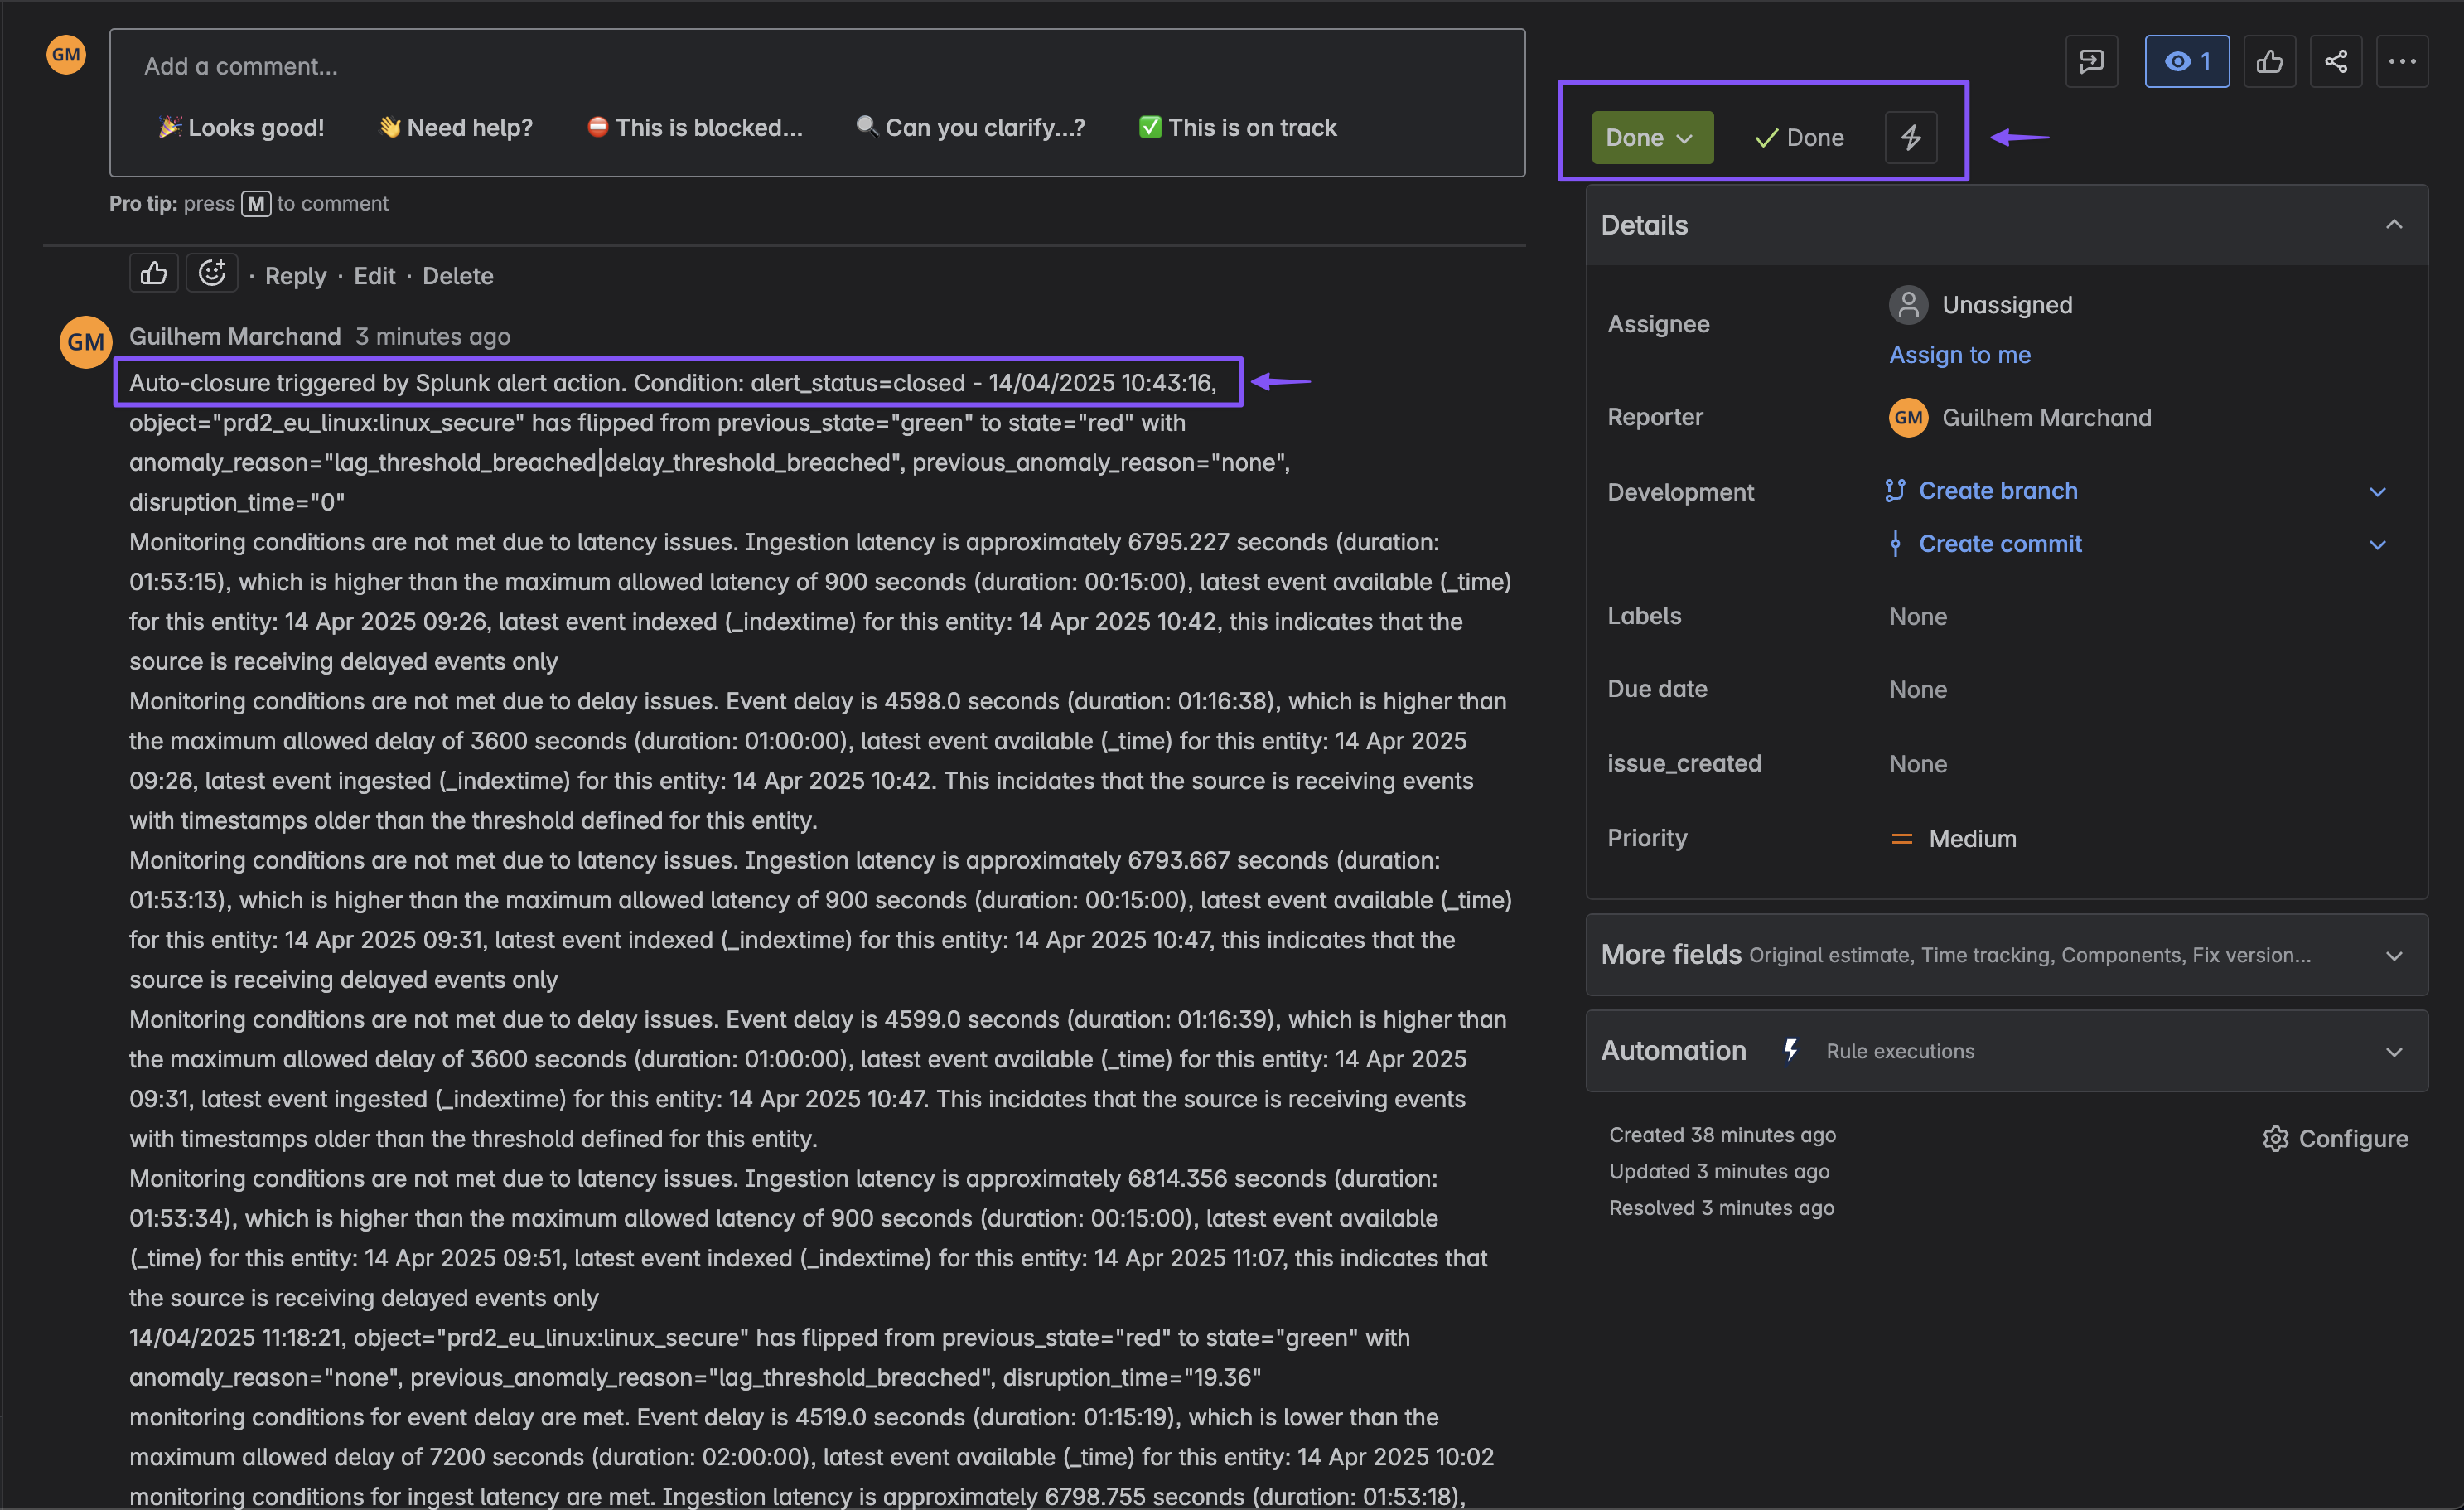 GM
Add a comment...
🎉 Looks good! 👋 Need help? ⛔ This is blocked... 🔍 Can you clarify...? ✅ This is on track
Pro tip: press M to comment
· Reply · Edit · Delete
GM
Guilhem Marchand 3 minutes ago
Auto-closure triggered by Splunk alert action. Condition: alert_status=closed - 14/04/2025 10:43:16,
object="prd2_eu_linux:linux_secure" has flipped from previous_state="green" to state="red" with
anomaly_reason="lag_threshold_breached|delay_threshold_breached", previous_anomaly_reason="none",
disruption_time="0"
Monitoring conditions are not met due to latency issues. Ingestion latency is approximately 6795.227 seconds (duration:
01:53:15), which is higher than the maximum allowed latency of 900 seconds (duration: 00:15:00), latest event available (_time)
for this entity: 14 Apr 2025 09:26, latest event indexed (_indextime) for this entity: 14 Apr 2025 10:42, this indicates that the
source is receiving delayed events only
Monitoring conditions are not met due to delay issues. Event delay is 4598.0 seconds (duration: 01:16:38), which is higher than
the maximum allowed delay of 3600 seconds (duration: 01:00:00), latest event available (_time) for this entity: 14 Apr 2025
09:26, latest event ingested (_indextime) for this entity: 14 Apr 2025 10:42. This incidates that the source is receiving events
with timestamps older than the threshold defined for this entity.
Monitoring conditions are not met due to latency issues. Ingestion latency is approximately 6793.667 seconds (duration:
01:53:13), which is higher than the maximum allowed latency of 900 seconds (duration: 00:15:00), latest event available (_time)
for this entity: 14 Apr 2025 09:31, latest event indexed (_indextime) for this entity: 14 Apr 2025 10:47, this indicates that the
source is receiving delayed events only
Monitoring conditions are not met due to delay issues. Event delay is 4599.0 seconds (duration: 01:16:39), which is higher than
the maximum allowed delay of 3600 seconds (duration: 01:00:00), latest event available (_time) for this entity: 14 Apr 2025
09:31, latest event ingested (_indextime) for this entity: 14 Apr 2025 10:47. This incidates that the source is receiving events
with timestamps older than the threshold defined for this entity.
Monitoring conditions are not met due to latency issues. Ingestion latency is approximately 6814.356 seconds (duration:
01:53:34), which is higher than the maximum allowed latency of 900 seconds (duration: 00:15:00), latest event available
(_time) for this entity: 14 Apr 2025 09:51, latest event indexed (_indextime) for this entity: 14 Apr 2025 11:07, this indicates that
the source is receiving delayed events only
14/04/2025 11:18:21, object="prd2_eu_linux:linux_secure" has flipped from previous_state="red" to state="green" with
anomaly_reason="none", previous_anomaly_reason="lag_threshold_breached", disruption_time="19.36"
monitoring conditions for event delay are met. Event delay is 4519.0 seconds (duration: 01:15:19), which is lower than the
maximum allowed delay of 7200 seconds (duration: 02:00:00), latest event available (_time) for this entity: 14 Apr 2025 10:02
monitoring conditions for ingest latency are met. Ingestion latency is approximately 6798.755 seconds (duration: 01:53:18),
1
Done ✓ Done
Details
Assignee Unassigned
Assign to me
Reporter GM Guilhem Marchand
Development Create branch
Create commit
Labels None
Due date None
issue_created None
Priority Medium
More fields Original estimate, Time tracking, Components, Fix version...
Automation Rule executions
Created 38 minutes ago
Configure
Updated 3 minutes ago
Resolved 3 minutes ago